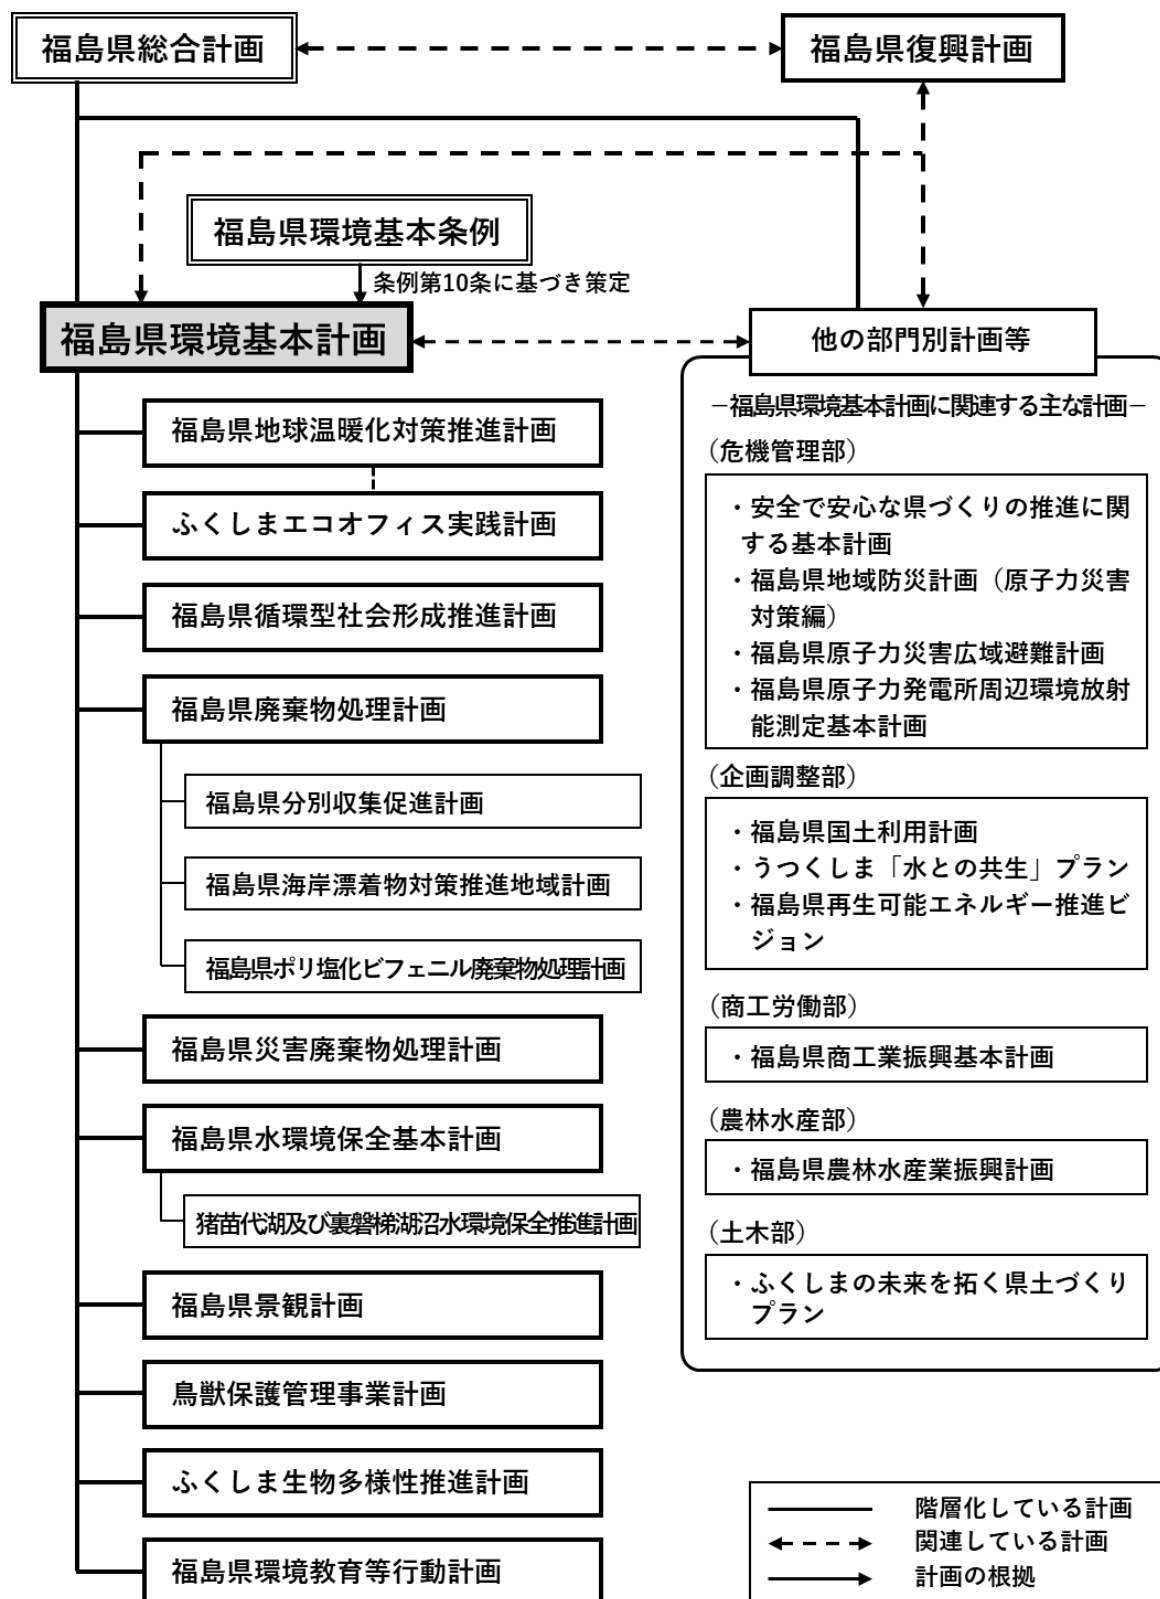 福島県総合計画
福島県復興計画
福島県環境基本条例
条例第10条に基づき策定
福島県環境基本計画
他の部門別計画等
福島県地球温暖化対策推進計画
ふくしまエコオフィス実践計画
福島県循環型社会形成推進計画
福島県廃棄物処理計画
福島県分別収集促進計画
福島県海岸漂着物対策推進地域計画
福島県ポリ塩化ビフェニル廃棄物処理計画
福島県災害廃棄物処理計画
福島県水環境保全基本計画
猪苗代湖及び裏磐梯湖沼水環境保全推進計画
福島県景観計画
鳥獣保護管理事業計画
ふくしま生物多様性推進計画
福島県環境教育等行動計画
－福島県環境基本計画に関連する主な計画－
（危機管理部）
・安全で安心な県づくりの推進に関
する基本計画
・福島県地域防災計画（原子力災害
対策編）
・福島県原子力災害広域避難計画
・福島県原子力発電所周辺環境放射
能測定基本計画
（企画調整部）
・福島県国土利用計画
・うつくしま「水との共生」プラン
・福島県再生可能エネルギー推進ビ
ジョン
（商工労働部）
・福島県商工業振興基本計画
（農林水産部）
・福島県農林水産業振興計画
（土木部）
・ふくしまの未来を拓く県土づくり
プラン
階層化している計画
関連している計画
計画の根拠